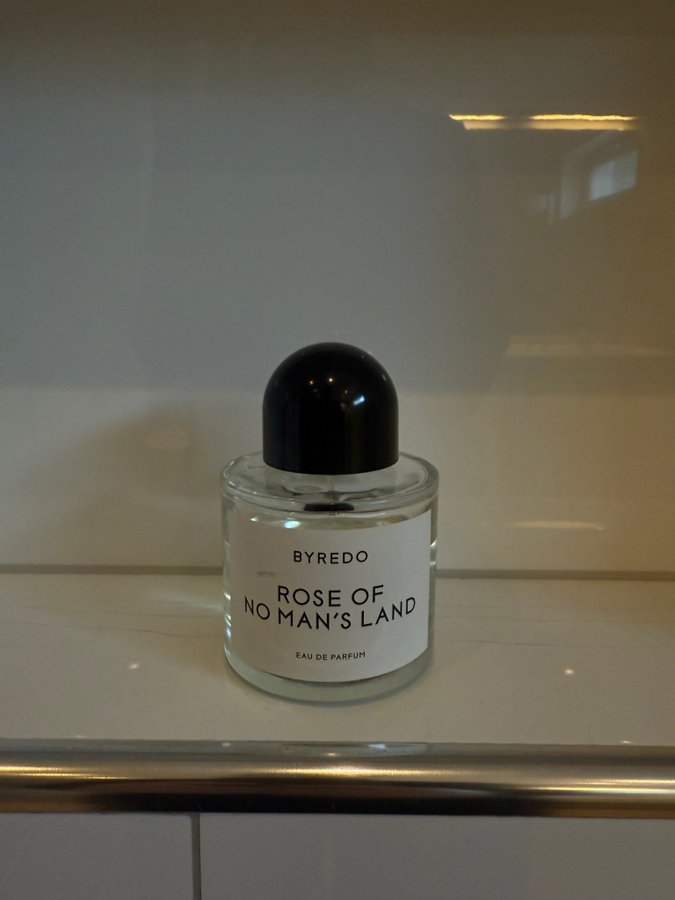 BYREDO
ROSE OF
NO MAN'S LAND
EAU DE PARFUM